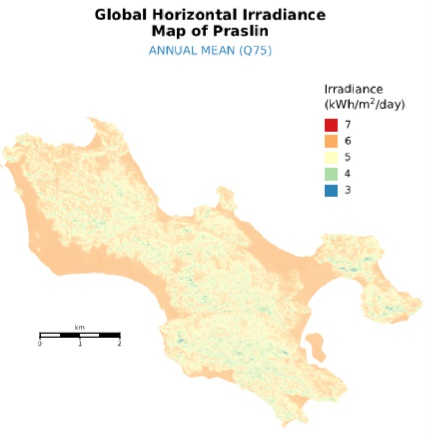 Global Horizontal Irradiance
Map of Praslin
ANNUAL MEAN (Q75)
Irradiance
(kWh/m²/day)
7
6
5
4
3
km
0 1 2